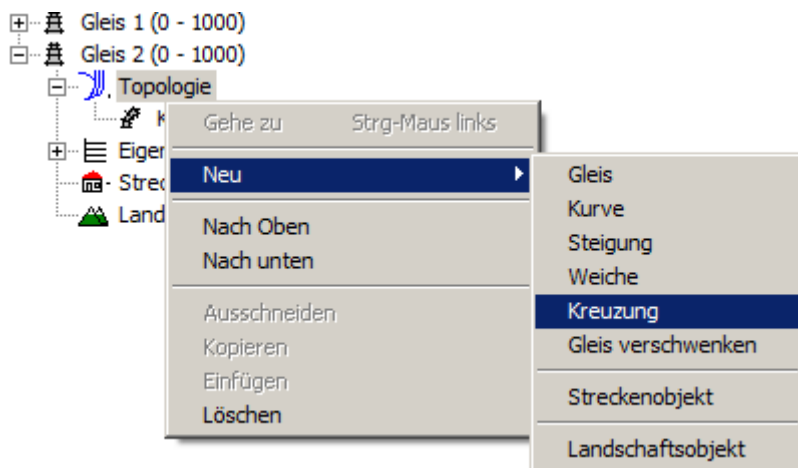 Gleis 1 (0 - 1000)
Gleis 2 (0 - 1000)
Topologie
Gehe zu Strg-Maus links
Neu
Nach Oben
Nach unten
Ausschneiden
Kopieren
Einfügen
Löschen
Gleis
Kurve
Steigung
Weiche
Kreuzung
Gleis verschwenken
Streckenobjekt
Landschaftsobjekt